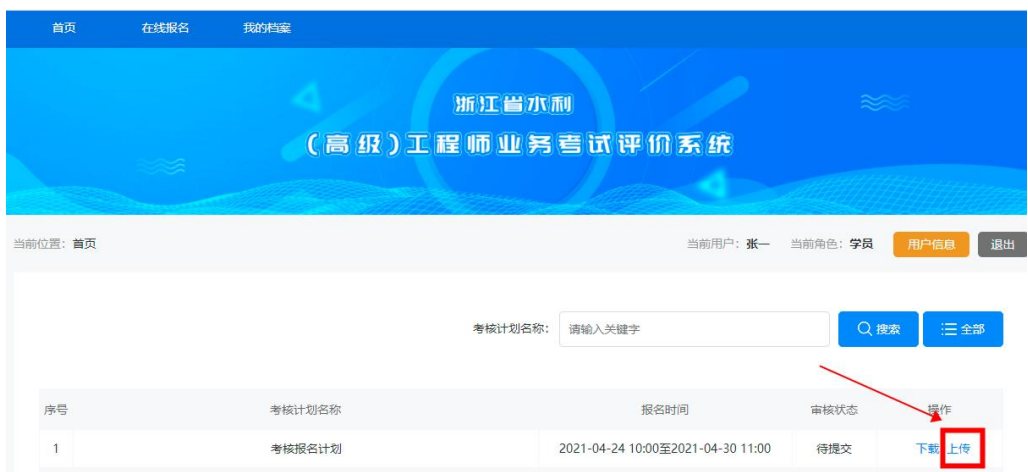 首页 在线报名 我的档案
浙江省水利
(高级)工程师业务考试评价系统
当前位置：首页 当前用户：张一 当前角色：学员 用户信息 退出
考核计划名称： 请输入关键字 搜索 全部
序号 考核计划名称 报名时间 审核状态 操作
1 考核报名计划 2021-04-24 10:00至2021-04-30 11:00 待提交 下载 上传